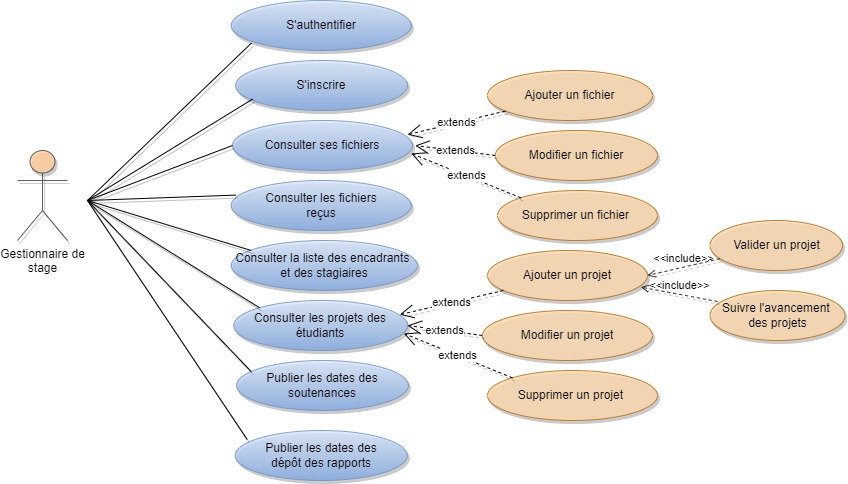 S'authentifier
S'inscrire
Consulter ses fichiers
Consulter les fichiers
reçus
Consulter la liste des encadrants
et des stagiaires
Consulter les projets des
étudiants
Publier les dates des
soutenances
Publier les dates des
dépôt des rapports
Gestionnaire de
stage
extends
extends
extends
Ajouter un fichier
Modifier un fichier
Supprimer un fichier
extends
extends
extends
Ajouter un projet
Modifier un projet
Supprimer un projet
<<include>>
<<include>>
Valider un projet
Suivre l'avancement
des projets